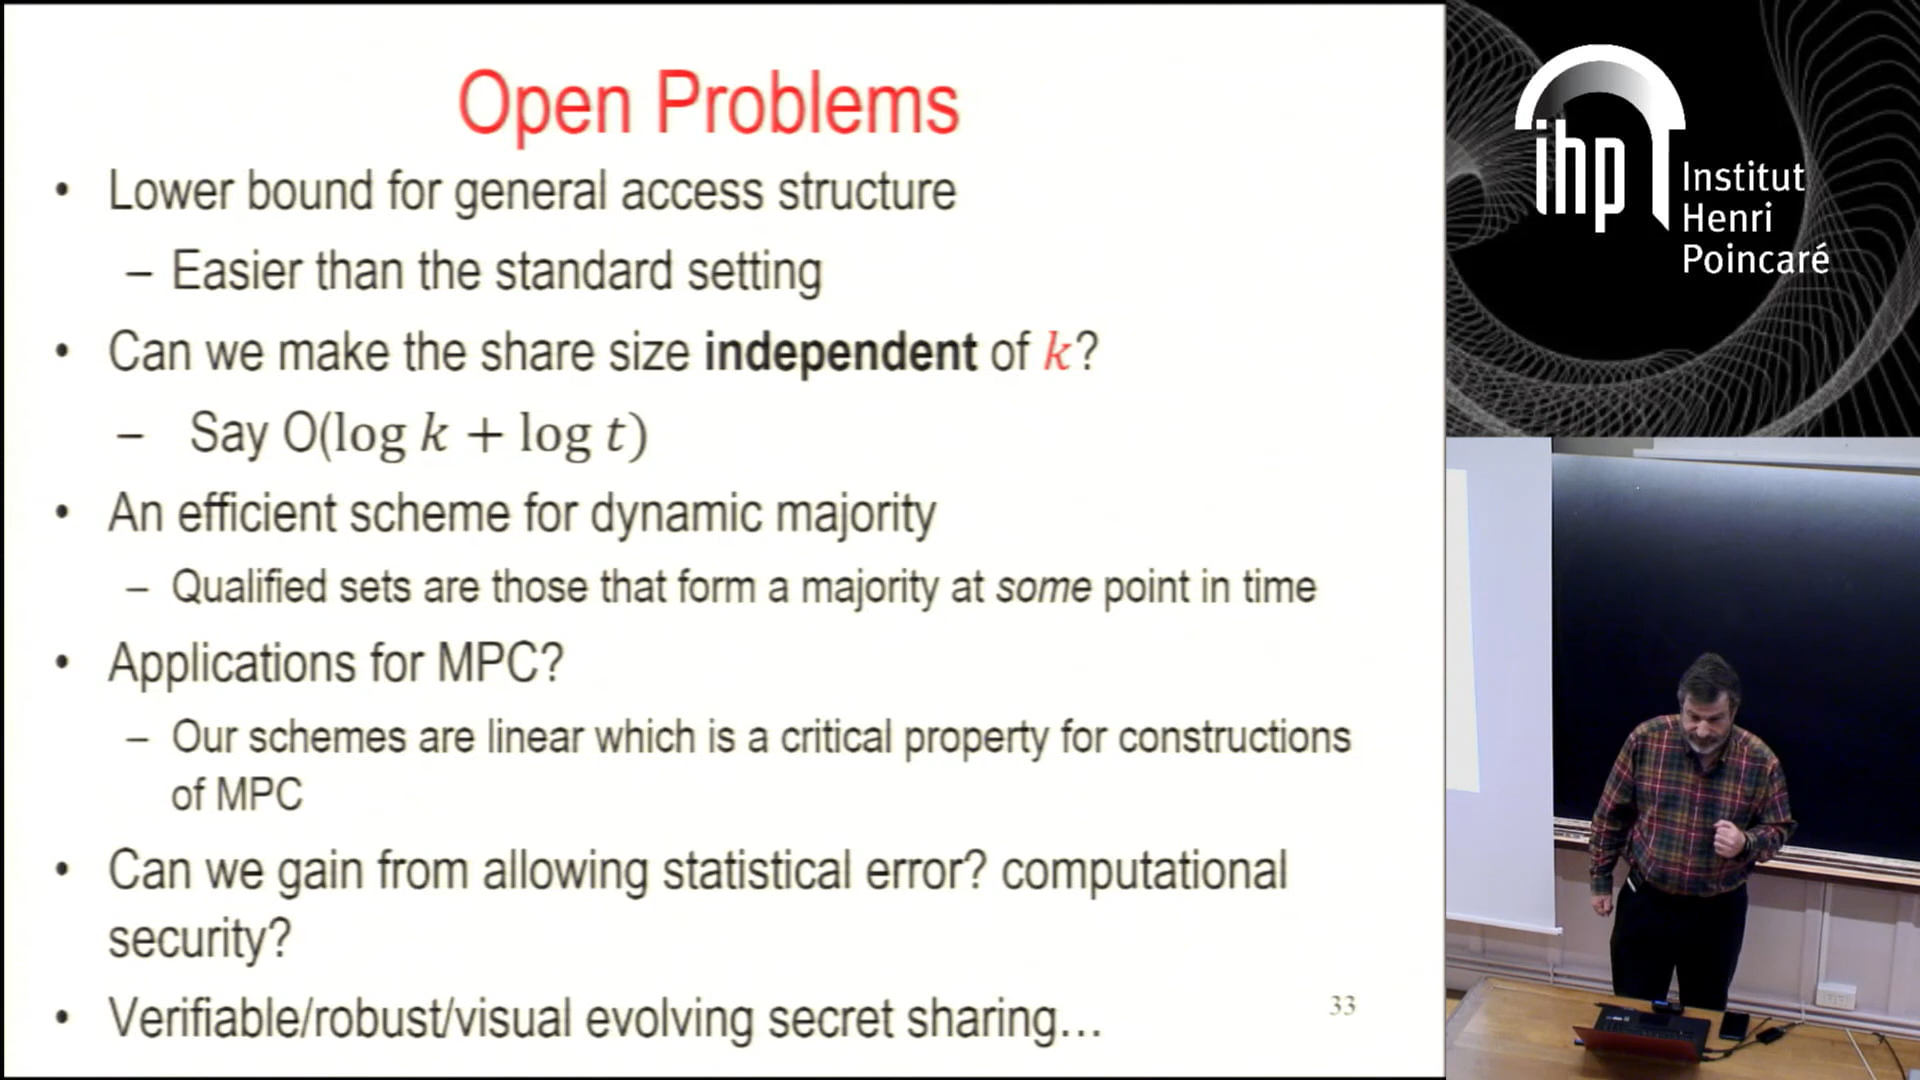 Open Problems
• Lower bound for general access structure
– Easier than the standard setting
• Can we make the share size independent of k?
– Say O(log k + log t)
• An efficient scheme for dynamic majority
– Qualified sets are those that form a majority at some point in time
• Applications for MPC?
– Our schemes are linear which is a critical property for constructions
of MPC
• Can we gain from allowing statistical error? computational
security?
• Verifiable/robust/visual evolving secret sharing...
33
ihp
Institut
Henri
Poincaré